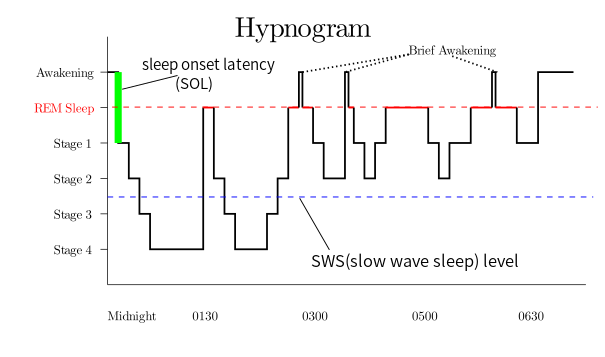 Hypnogram
Brief Awakening
sleep onset latency
(SOL)
Awakening
REM Sleep
Stage 1
Stage 2
Stage 3
Stage 4
SWS(slow wave sleep) level
Midnight 0130 0300 0500 0630